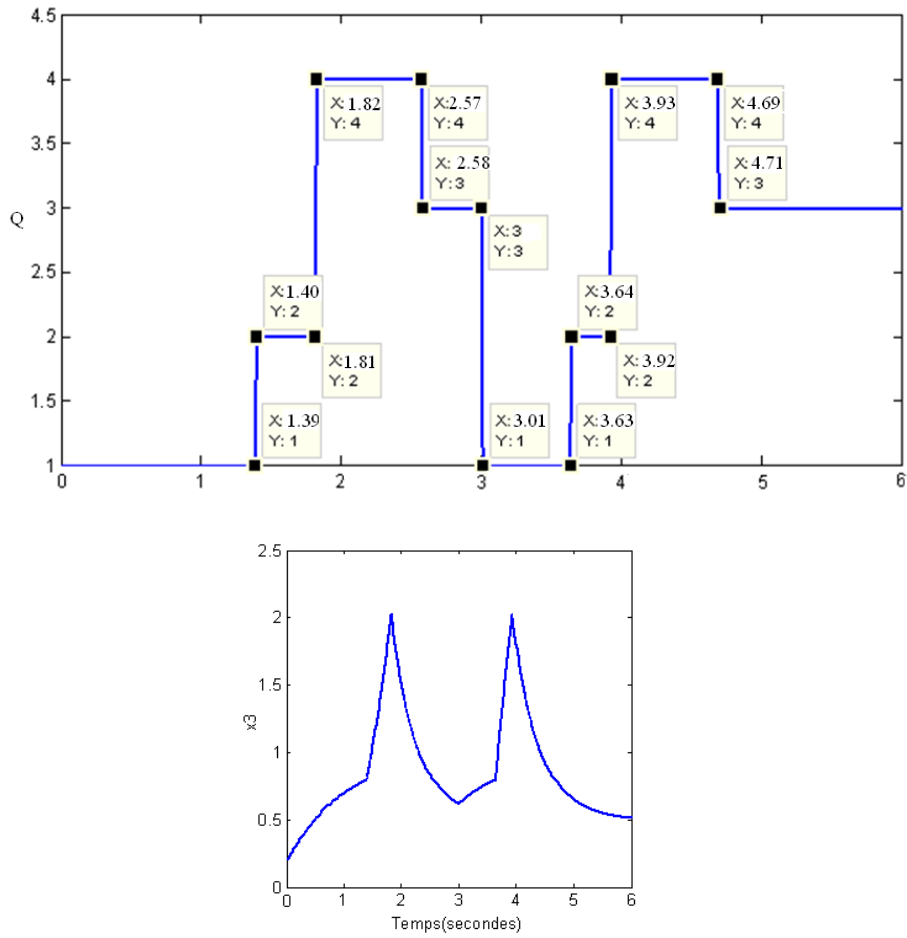 4.5
4
3.5
3
2.5
2
1.5
1
Q
X: 1.82
Y: 4
X: 2.57
Y: 4
X: 2.58
Y: 3
X: 3
Y: 3
X: 1.40
Y: 2
X: 1.81
Y: 2
X: 1.39
Y: 1
X: 3.01
Y: 1
X: 3.93
Y: 4
X: 4.69
Y: 4
X: 4.71
Y: 3
X: 3.64
Y: 2
X: 3.92
Y: 2
X: 3.63
Y: 1
0 1 2 3 4 5 6
2.5
2
1.5
1
0.5
0
x3
0 1 2 3 4 5 6
Temps(secondes)